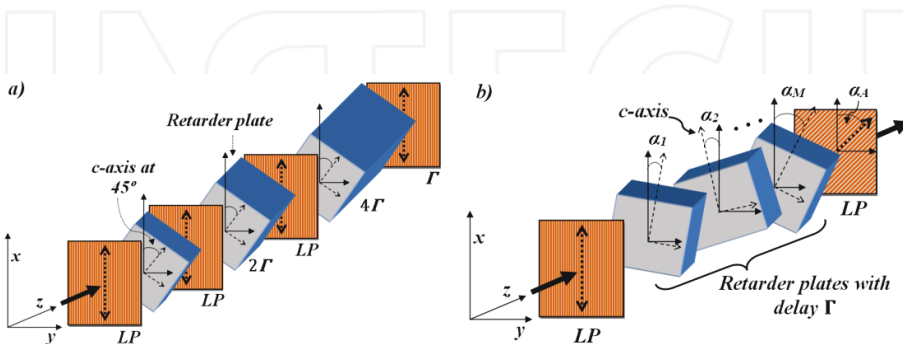 INTECH
a)
Retarder plate
c-axis at
45º
x
z
y
LP
LP
2Γ
LP
4Γ
Γ
b)
c-axis
α1
α2
• • •
αM
αA
LP
x
z
y
LP
Retarder plates with
delay Γ